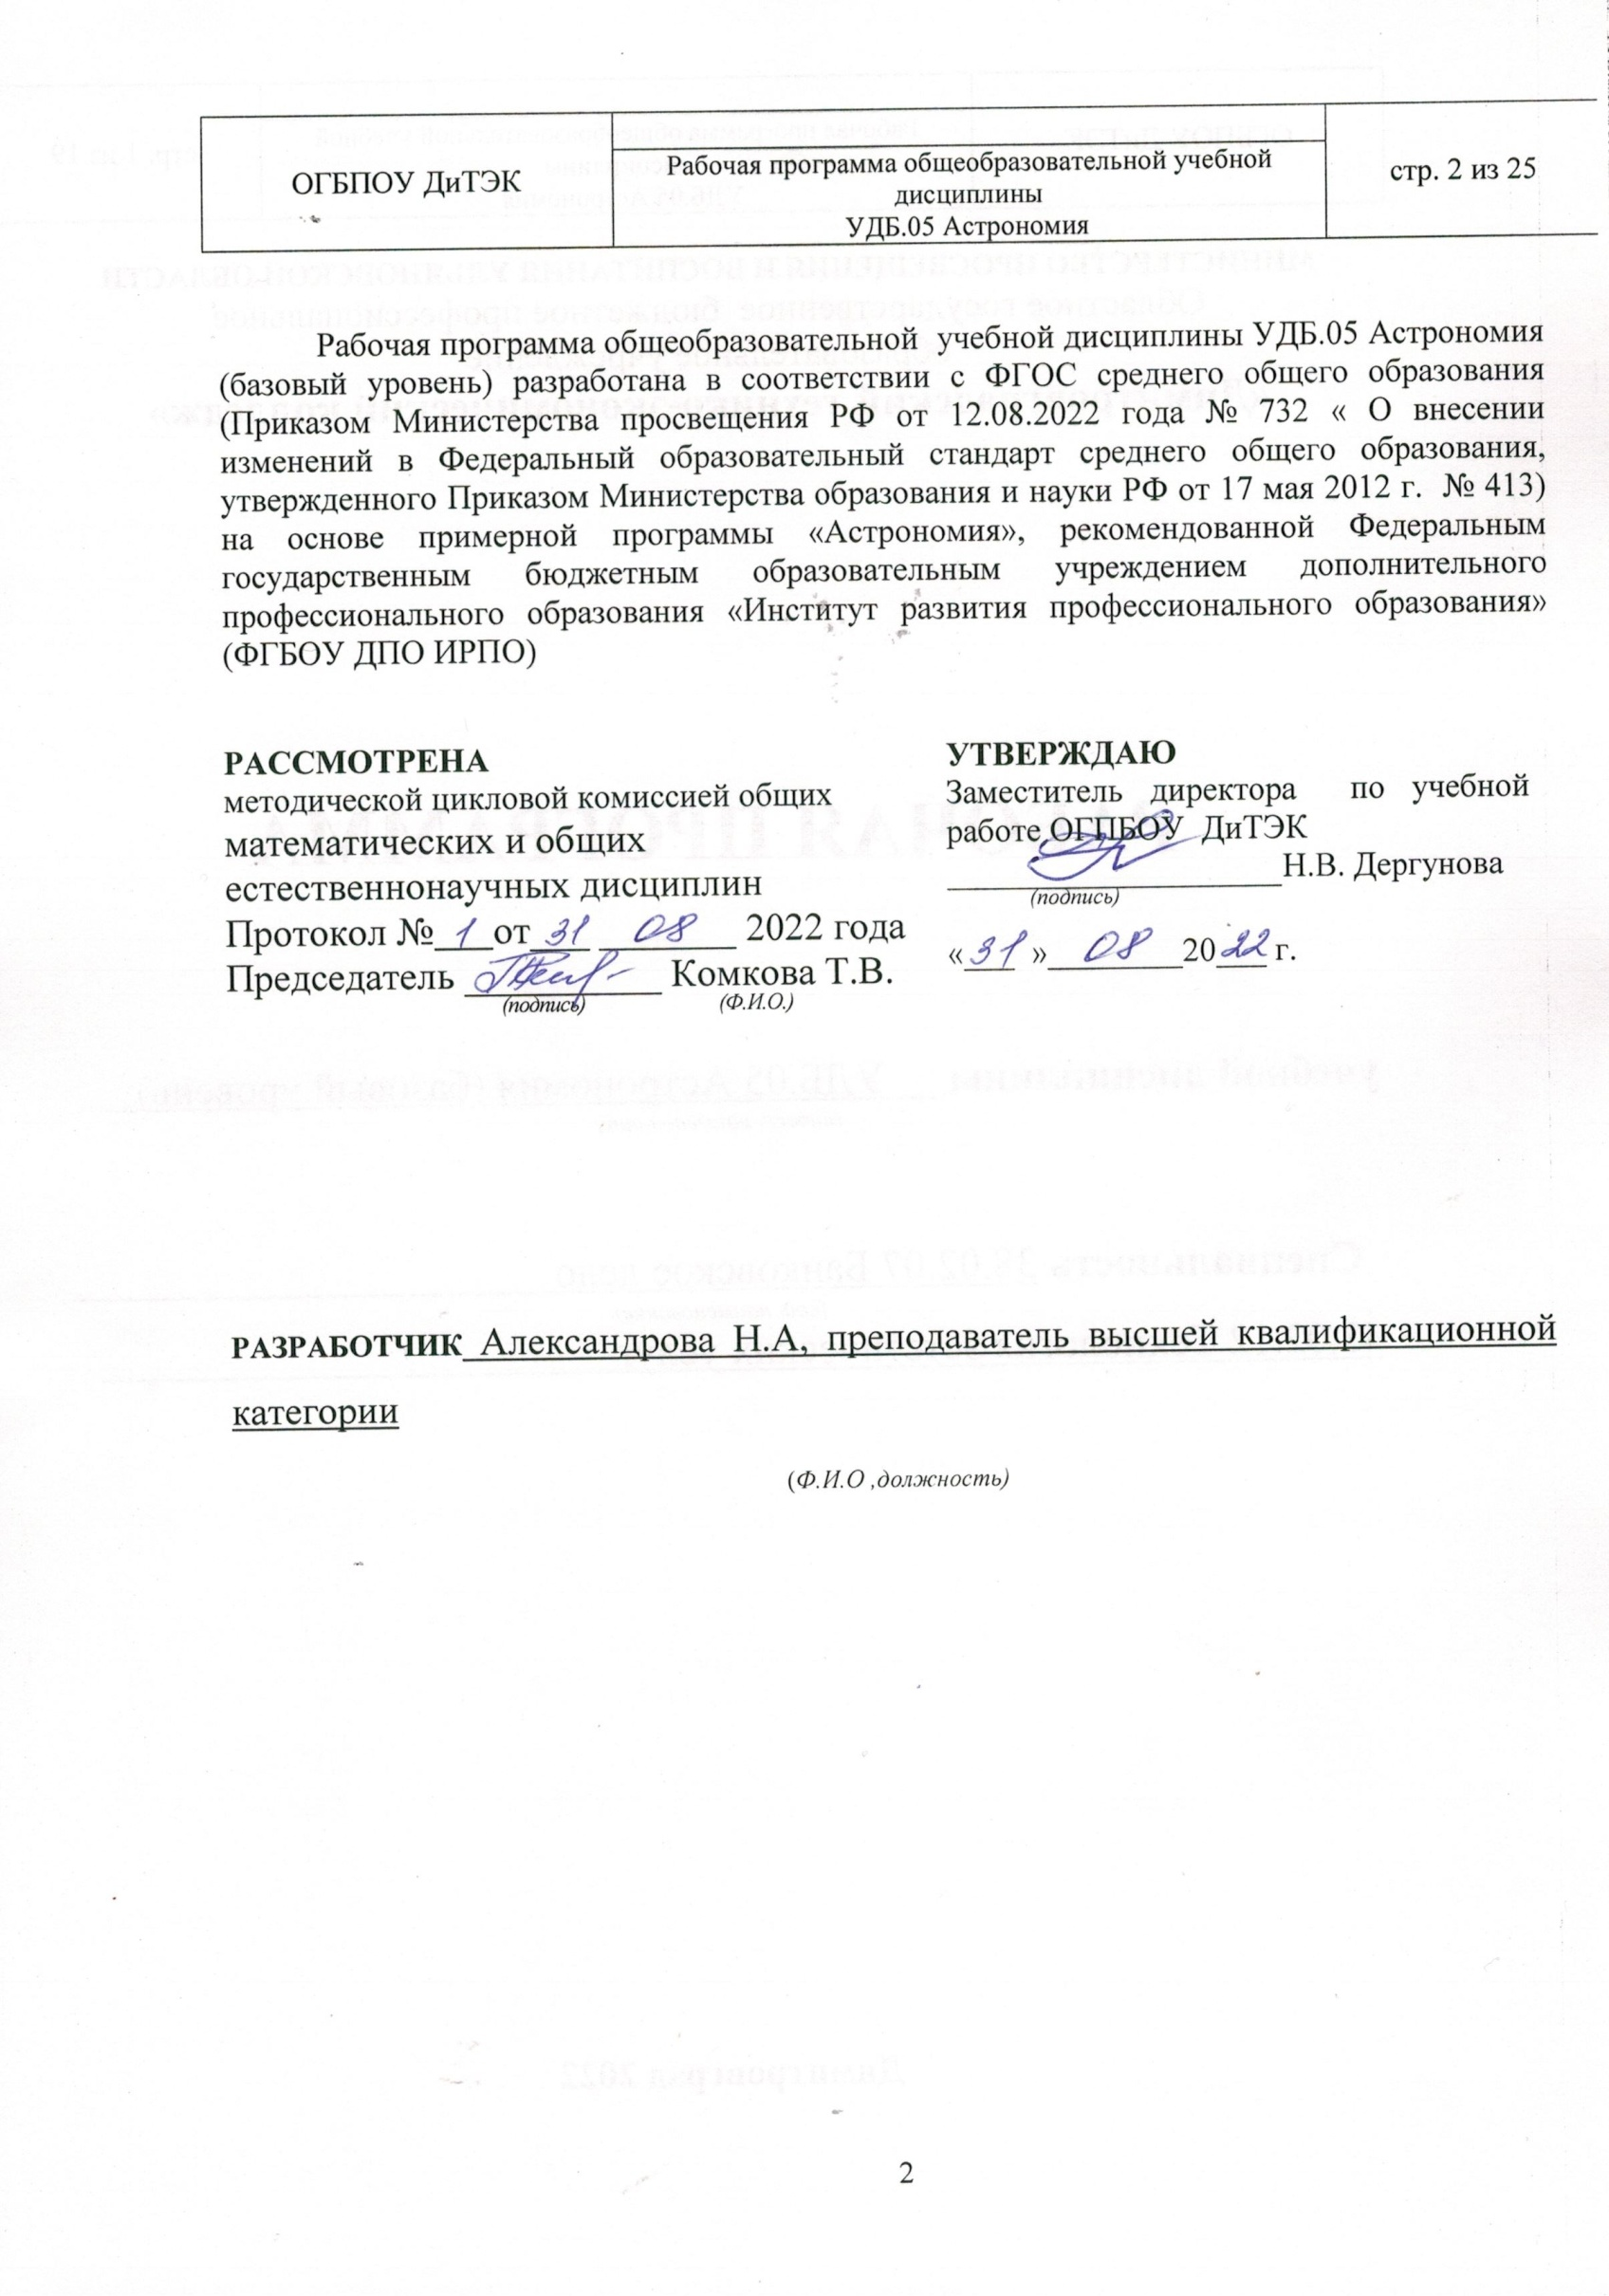 ОГБПОУ ДиТЭК
Рабочая программа общеобразовательной учебной
дисциплины
УДБ.05 Астрономия
стр. 2 из 25
Рабочая программа общеобразовательной учебной дисциплины УДБ.05 Астрономия
(базовый уровень) разработана в соответствии с ФГОС среднего общего образования
(Приказом Министерства просвещения РФ от 12.08.2022 года № 732 « О внесении
изменений в Федеральный образовательный стандарт среднего общего образования,
утвержденного Приказом Министерства образования и науки РФ от 17 мая 2012 г. № 413)
на основе примерной программы «Астрономия», рекомендованной Федеральным
государственным бюджетным образовательным учреждением дополнительного
профессионального образования «Институт развития профессионального образования»
(ФГБОУ ДПО ИРПО)
РАССМОТРЕНА
методической цикловой комиссией общих
математических и общих
естественнонаучных дисциплин
Протокол № 1 от 31 08 2022 года
Председатель Комкова Т.В.
(подпись) (Ф.И.О.)
УТВЕРЖДАЮ
Заместитель директора по учебной
работе ОГПБОУ ДиТЭК
Н.В. Дергунова
(подпись)
«31» 08 2022 г.
РАЗРАБОТЧИК Александрова Н.А, преподаватель высшей квалификационной
категории
(Ф.И.О ,должность)
2